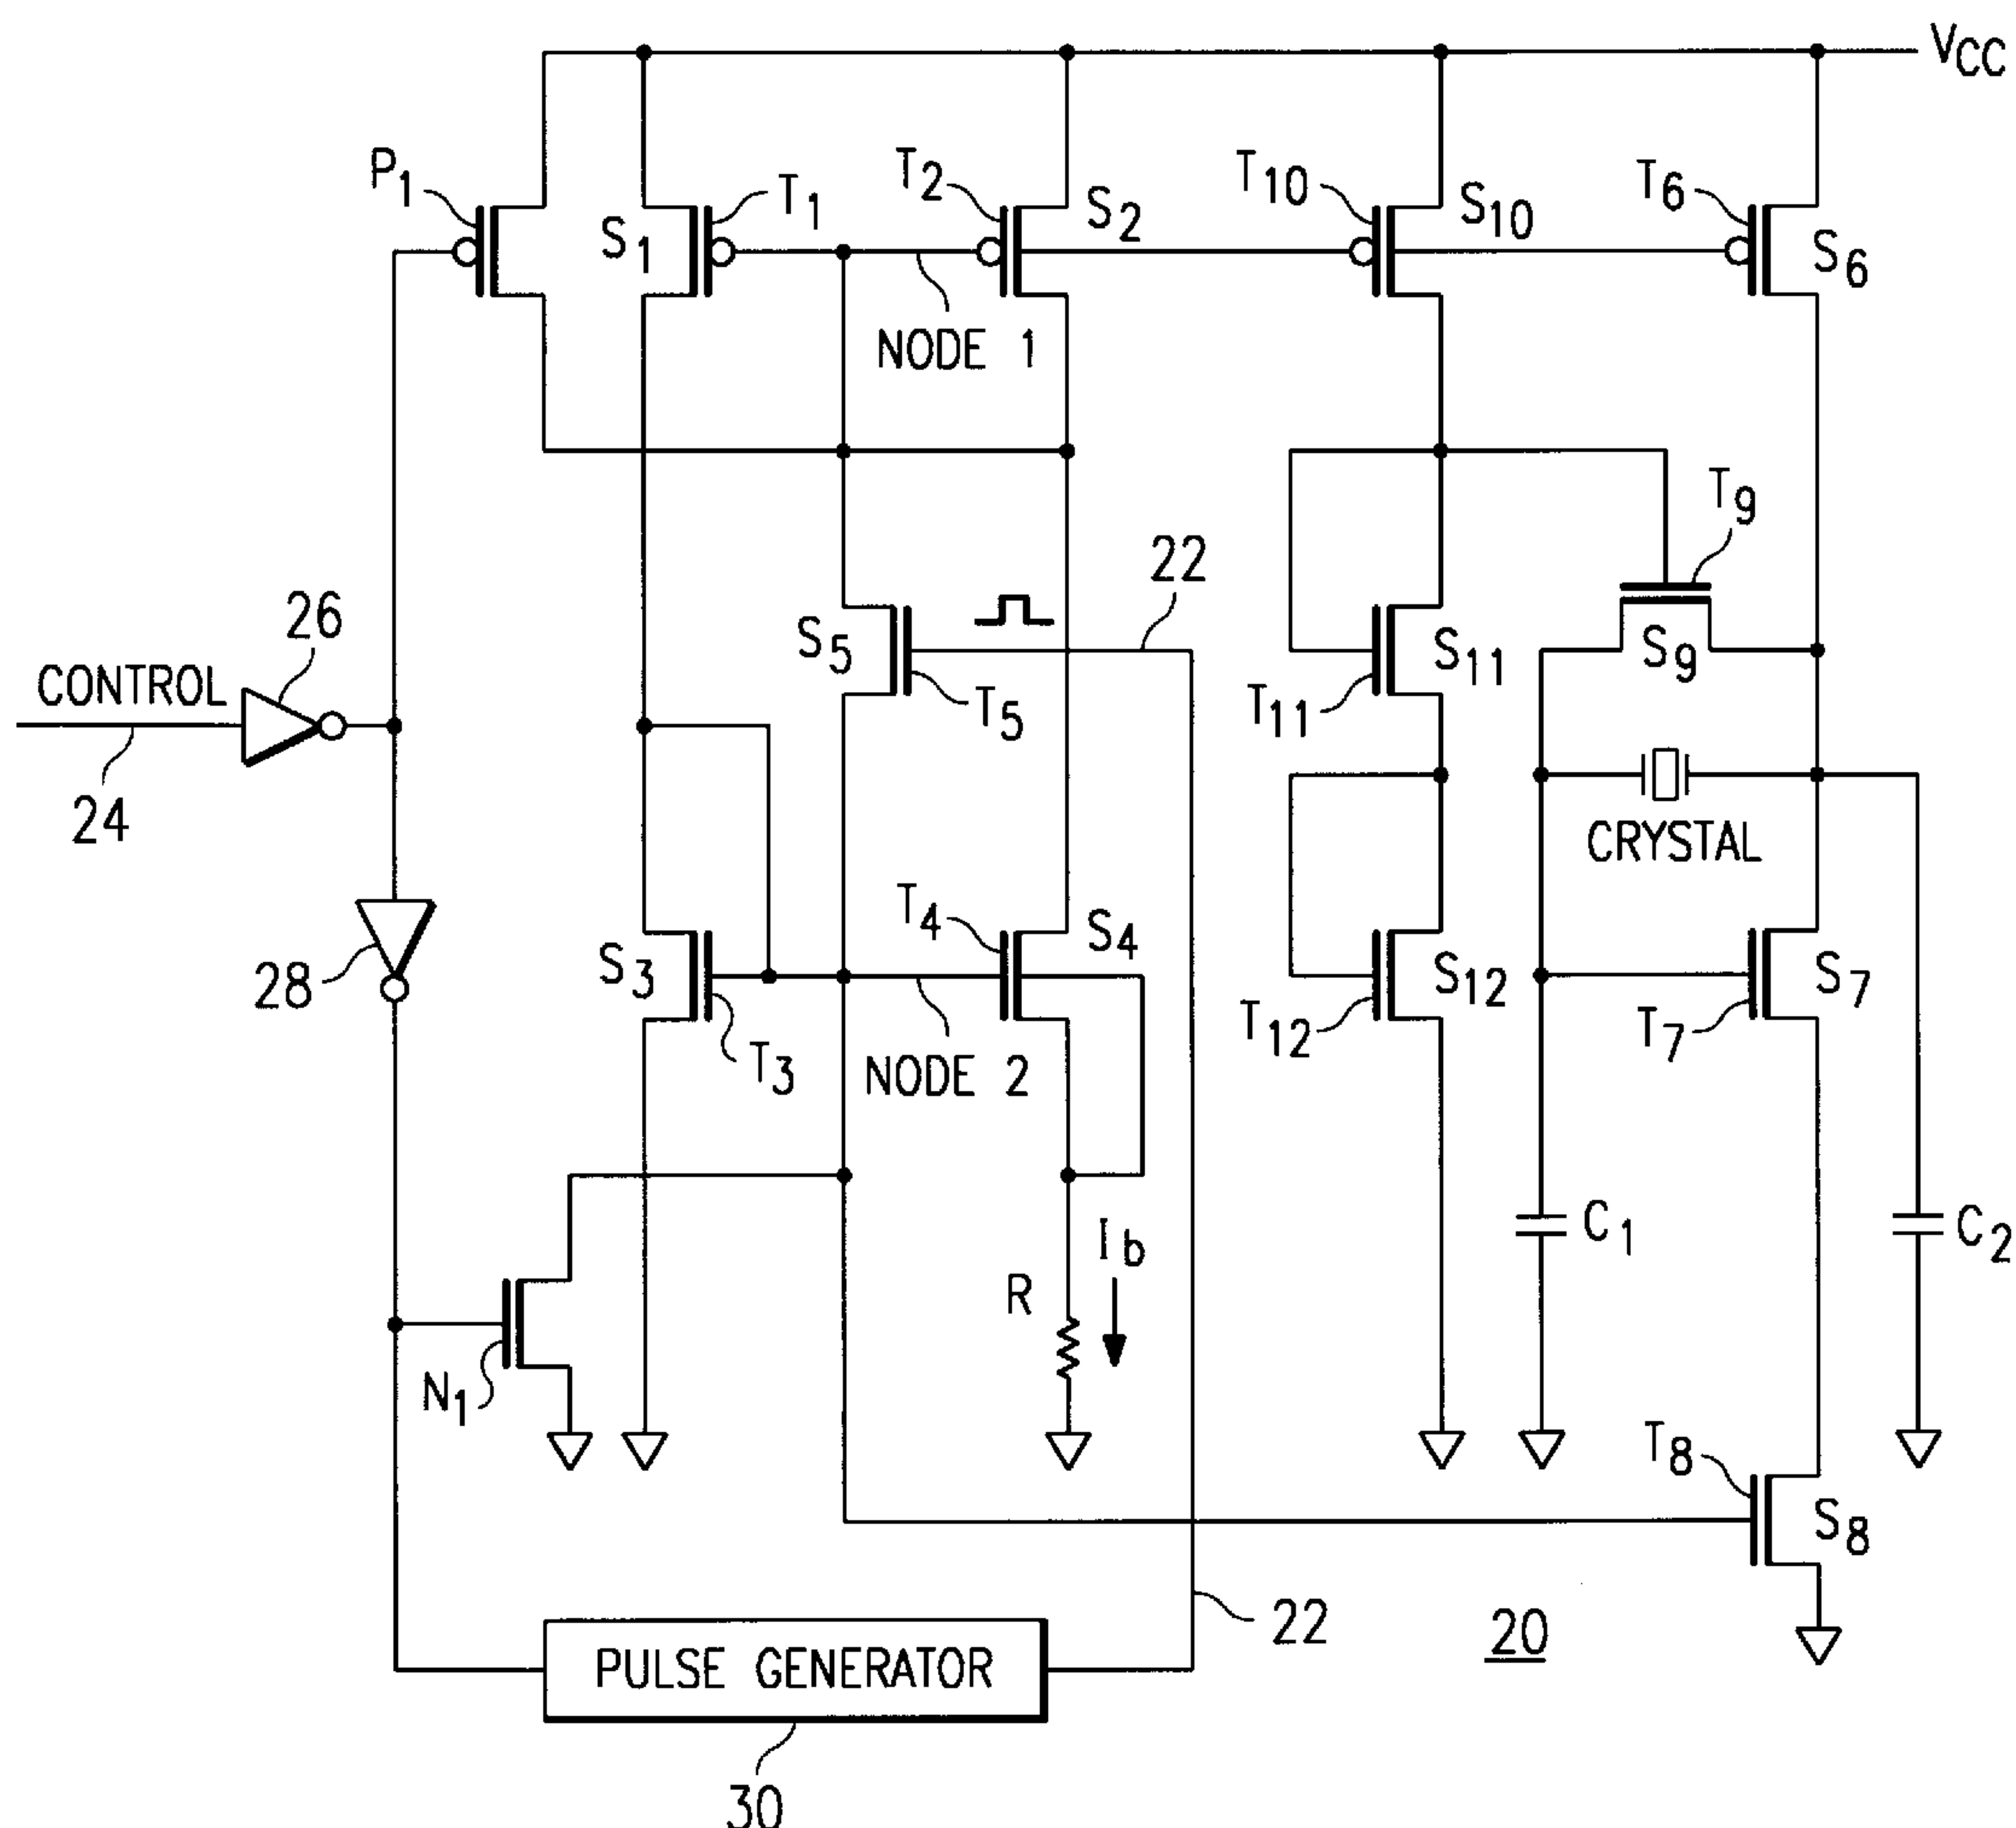 VCC
P1
S1
T1
T2
S2
T10
S10
T6
S6
NODE 1
T9
S9
22
26
CONTROL
24
S5
T5
S11
T11
CRYSTAL
28
S3
T3
T4
S4
NODE 2
S12
T12
S7
T7
C1
C2
R
Ib
N1
T8
S8
22
20
PULSE GENERATOR
30